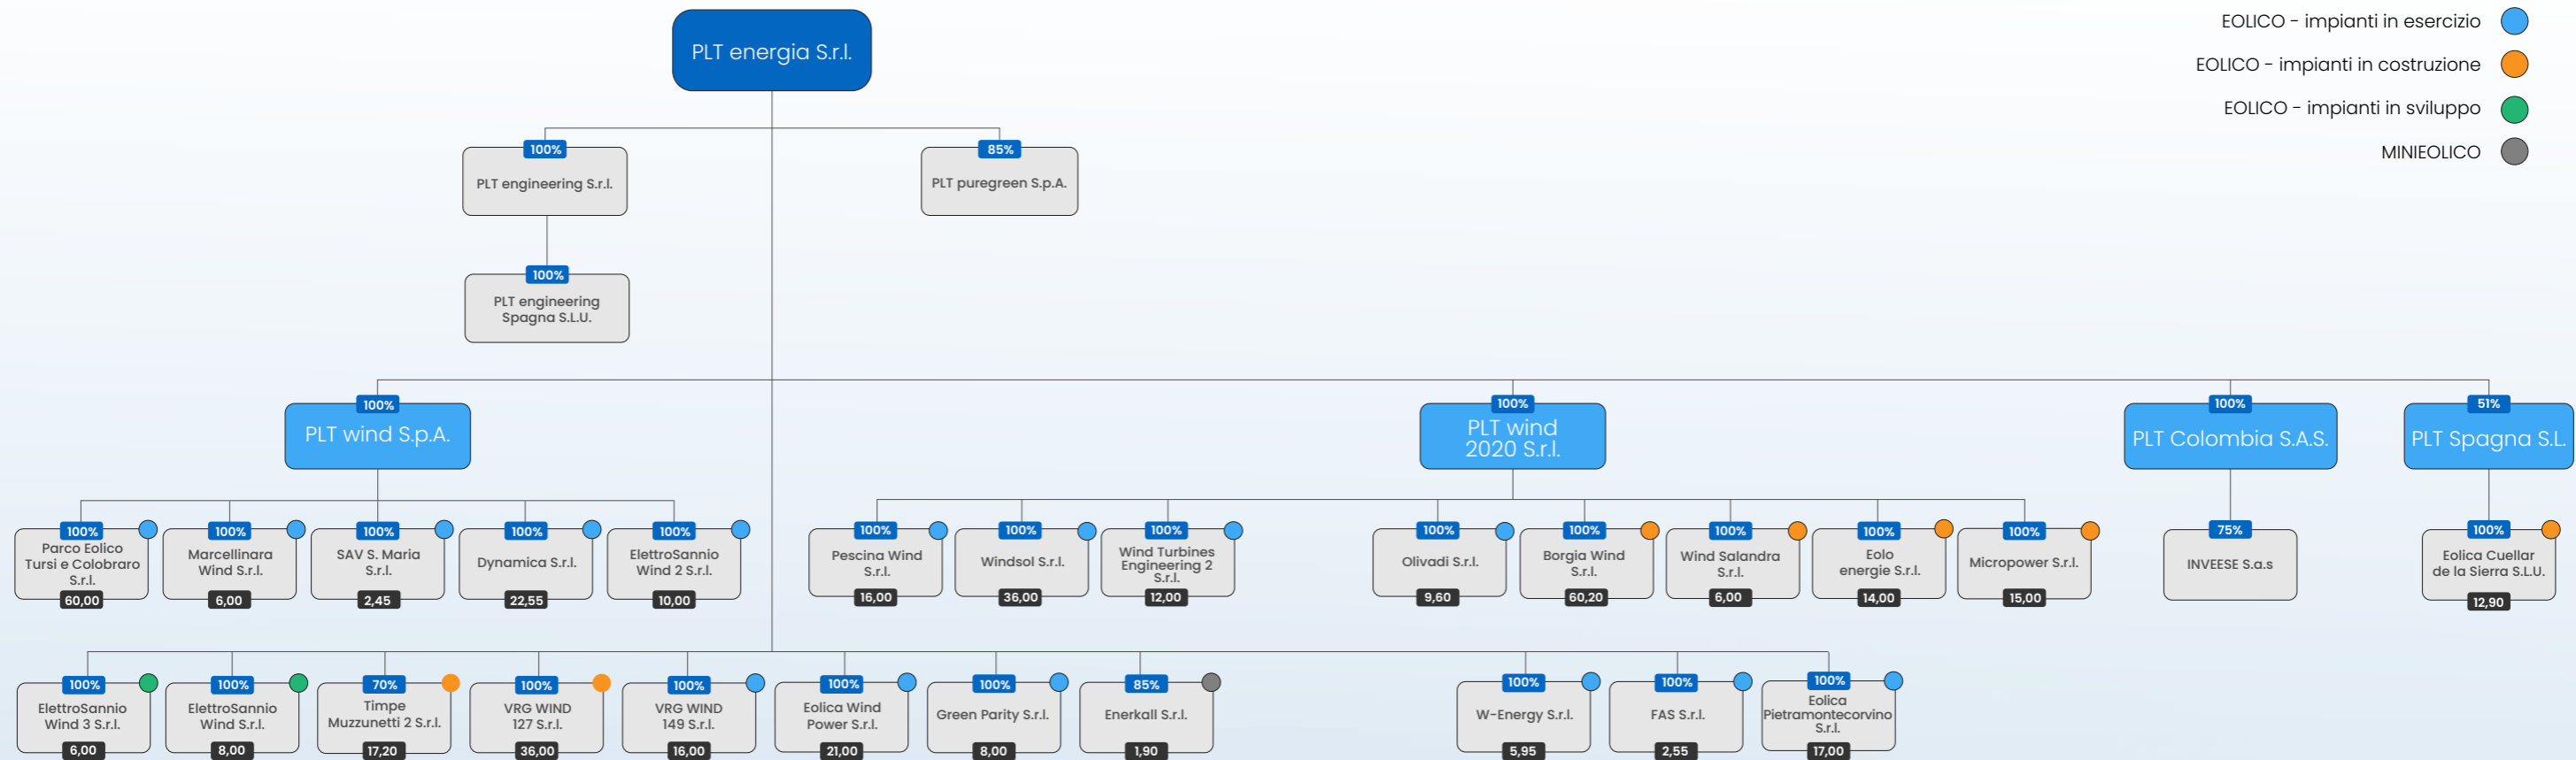 PLT energia S.r.l.
EOLICO - impianti in esercizio
EOLICO - impianti in costruzione
EOLICO - impianti in sviluppo
MINIEOLICO
100%
PLT engineering S.r.l.
85%
PLT puregreen S.p.A.
100%
PLT engineering
Spagna S.L.U.
100%
PLT wind S.p.A.
100%
PLT wind
2020 S.r.l.
100%
PLT Colombia S.A.S.
51%
PLT Spagna S.L.
100%
Parco Eolico
Tursi e Colobraro
S.r.l.
60,00
100%
Marcellinara
Wind S.r.l.
6,00
100%
SAV S. Maria
S.r.l.
2,45
100%
Dynamica S.r.l.
22,55
100%
ElettroSannio
Wind 2 S.r.l.
10,00
100%
Pescina Wind
S.r.l.
16,00
100%
Windsol S.r.l.
36,00
100%
Wind Turbines
Engineering 2
S.r.l.
12,00
100%
Olivadi S.r.l.
9,60
100%
Borgia Wind
S.r.l.
60,20
100%
Wind Salandra
S.r.l.
6,00
100%
Eolo
energie S.r.l.
14,00
100%
Micropower S.r.l.
15,00
75%
INVEESE S.a.s
100%
Eolica Cuellar
de la Sierra S.L.U.
12,90
100%
ElettroSannio
Wind 3 S.r.l.
6,00
100%
ElettroSannio
Wind S.r.l.
8,00
70%
Timpe
Muzzunetti 2 S.r.l.
17,20
100%
VRG WIND
127 S.r.l.
36,00
100%
VRG WIND
149 S.r.l.
16,00
100%
Eolica Wind
Power S.r.l.
21,00
100%
Green Parity S.r.l.
8,00
85%
Enerkall S.r.l.
1,90
100%
W-Energy S.r.l.
5,95
100%
FAS S.r.l.
2,55
100%
Eolica
Pietramontecorvino
S.r.l.
17,00